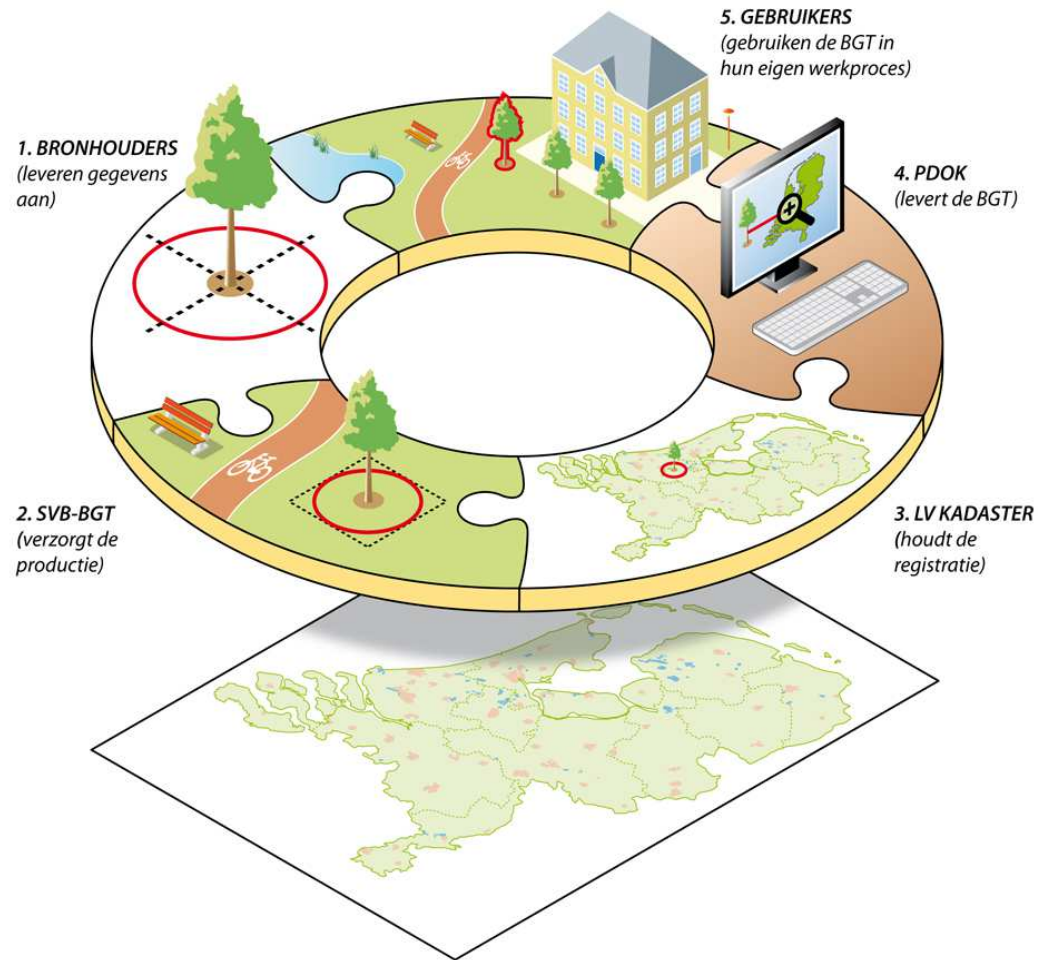 1. BRONHOUDERS
(leveren gegevens
aan)
2. SVB-BGT
(verzorgt de
productie)
3. LV KADASTER
(houdt de
registratie)
4. PDOK
(levert de BGT)
5. GEBRUIKERS
(gebruiken de BGT in
hun eigen werkproces)